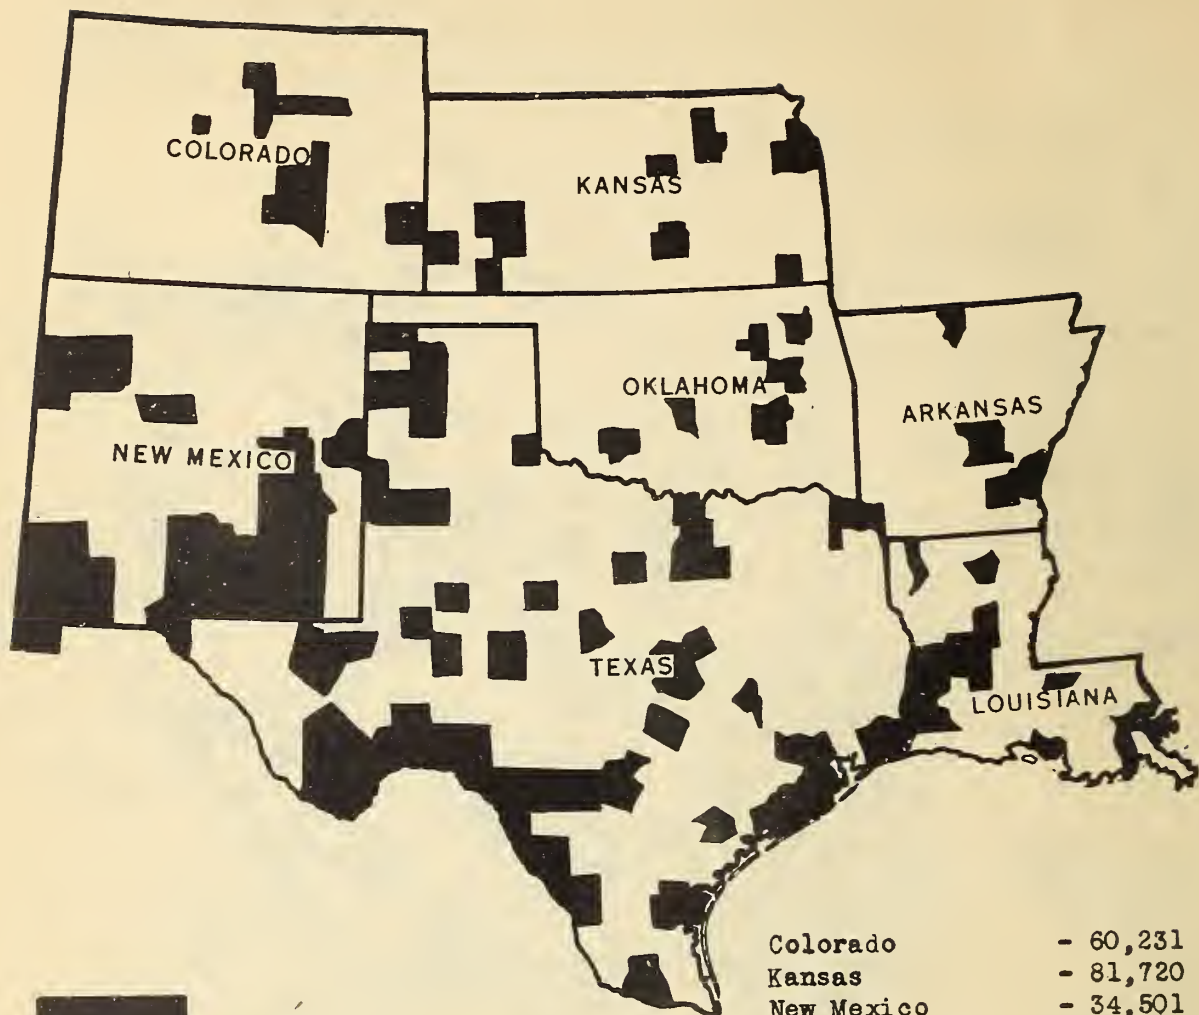 COLORADO
KANSAS
OKLAHOMA
ARKANSAS
NEW MEXICO
TEXAS
LOUISIANA
Colorado - 60,231
Kansas - 81,720
New Mexico - 34,501